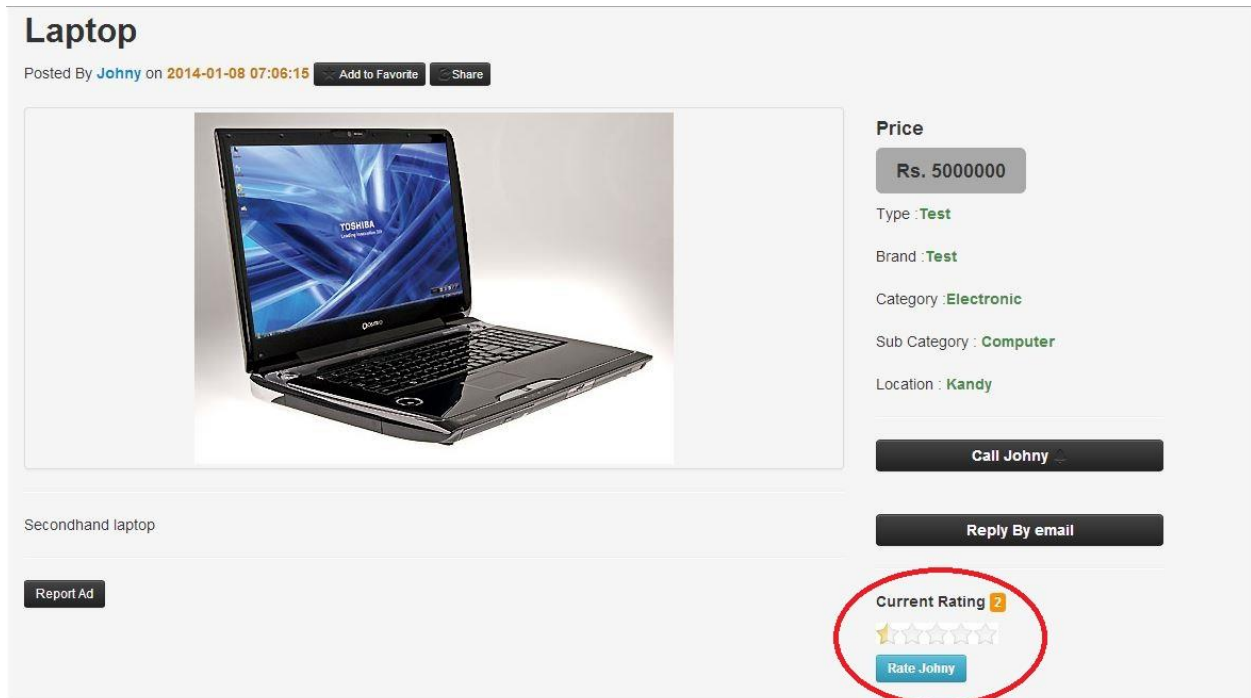 Laptop
Posted By Johny on 2014-01-08 07:06:15 Add to Favorite Share
TOSHIBA
Qosmio
Secondhand laptop
Report Ad
Price
Rs. 5000000
Type :Test
Brand :Test
Category :Electronic
Sub Category : Computer
Location : Kandy
Call Johny
Reply By email
Current Rating 2
Rate Johny